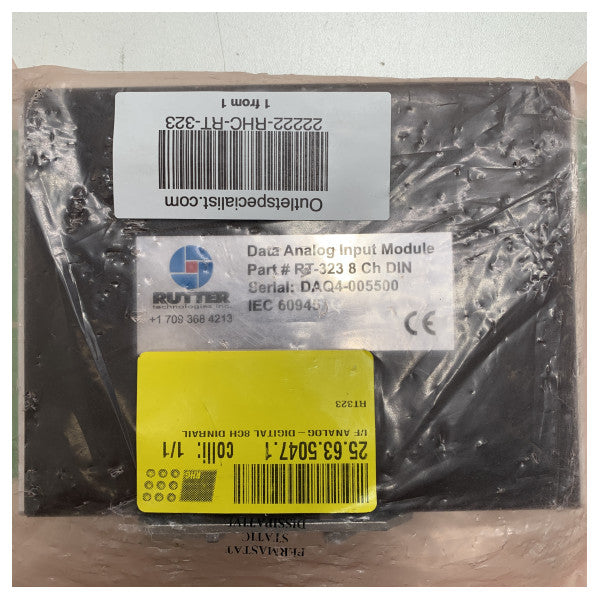 Outletspecialist.com
22222-RHC-RT-323
1 from 1
RUTTER
technologies inc.
+1 709 368 4213
Data Analog Input Module
Part # RT-323 8 Ch DIN
Serial: DAQ4-005500
IEC 60945
CE
25.63.5047.1 colli: 1/1
I/F ANALOG – DIGITAL 8CH DINRAIL
RT323
PERMASTAT
STATIC
DISSIPATIVE